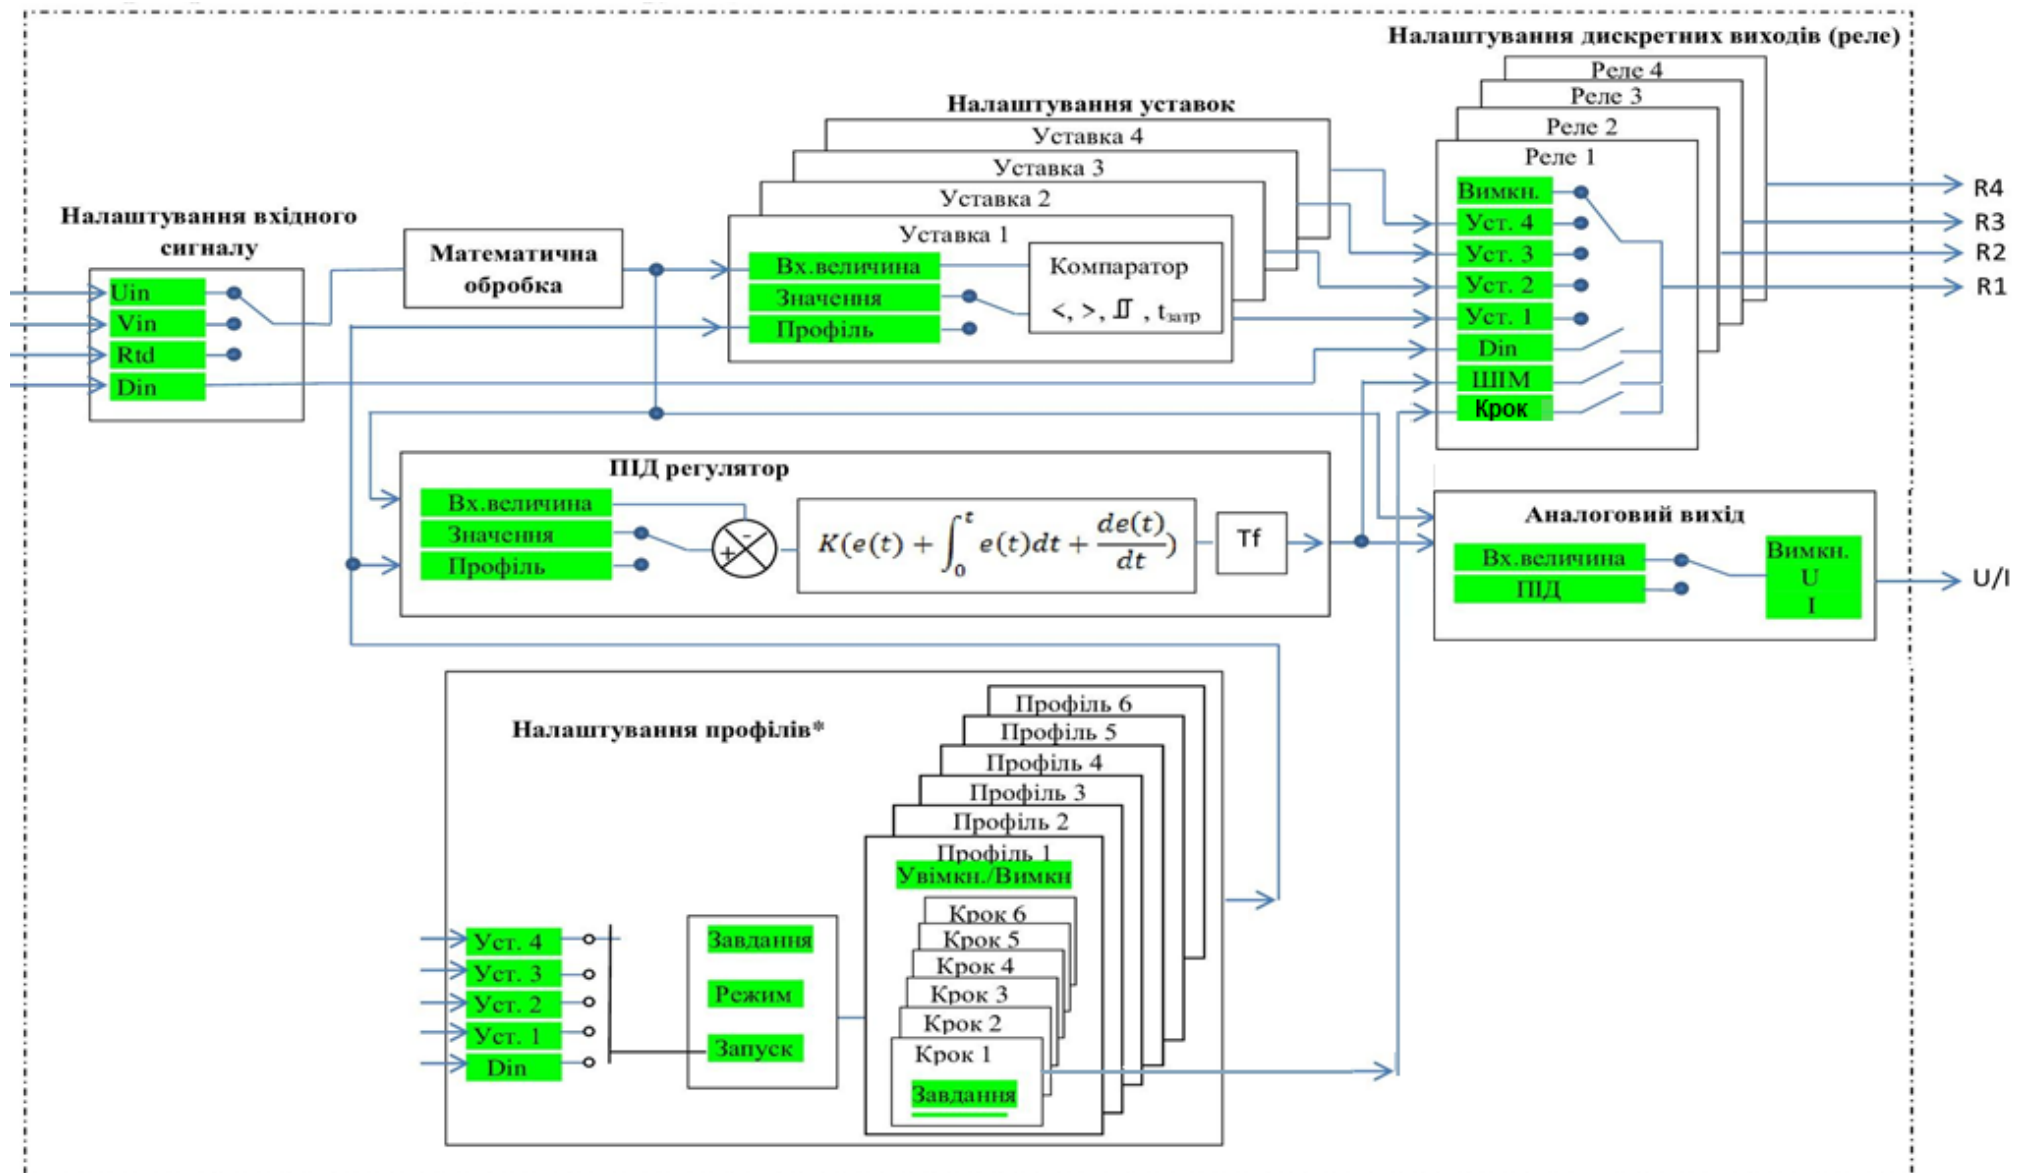 Налаштування дискретних виходів (реле)
Реле 4
Реле 3
Реле 2
Реле 1
Вимкн.
Уст. 4
Уст. 3
Уст. 2
Уст. 1
Din
ШІМ
Крок
R4
R3
R2
R1
Налаштування уставок
Уставка 4
Уставка 3
Уставка 2
Уставка 1
Вх.величина
Значення
Профіль
Компаратор
<, >, , tзатр
Налаштування вхідного
сигналу
Uin
Vin
Rtd
Din
Математична
обробка
ПІД регулятор
Вх.величина
Значення
Профіль
- +
K(e(t) + ∫₀ᵗ e(t)dt + de(t)/dt)
Tf
Аналоговий вихід
Вх.величина
ПІД
Вимкн.
U
I
U/I
Налаштування профілів*
Профіль 6
Профіль 5
Профіль 4
Профіль 3
Профіль 2
Профіль 1
Увімкн./Вимкн
Крок 6
Крок 5
Крок 4
Крок 3
Крок 2
Крок 1
Завдання
Уст. 4
Уст. 3
Уст. 2
Уст. 1
Din
Завдання
Режим
Запуск